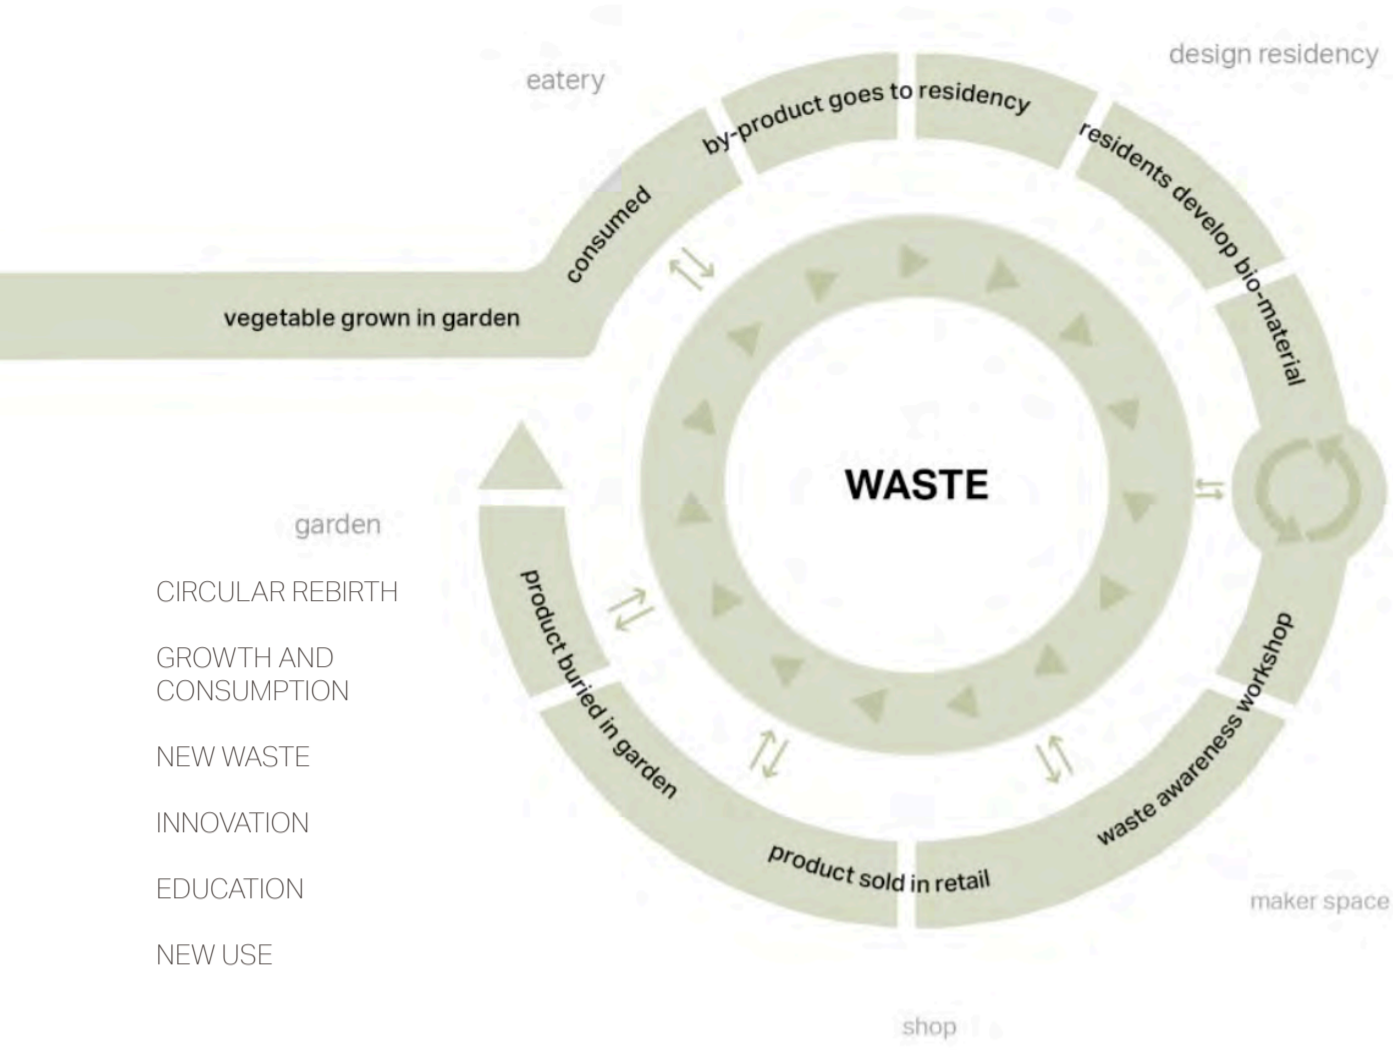 eatery
design residency
vegetable grown in garden
consumed
by-product goes to residency
residents develop bio-material
WASTE
waste awareness workshop
product sold in retail
product buried in garden
garden
CIRCULAR REBIRTH
GROWTH AND
CONSUMPTION
NEW WASTE
INNOVATION
EDUCATION
NEW USE
maker space
shop